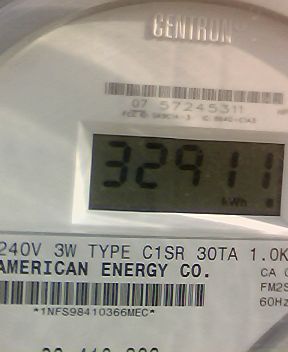 CENTRON
07 57245311
32911
kWh
240V 3W TYPE C1SR 30TA 1.0K
AMERICAN ENERGY CO.
CA
FM2S
60Hz
*1NFS98410366MEC*